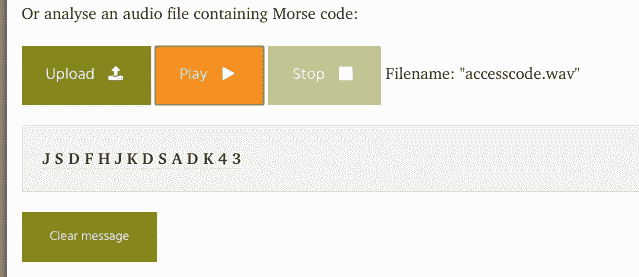 Or analyse an audio file containing Morse code:
Upload Play Stop Filename: "accesscode.wav"
J S D F H J K D S A D K 4 3
Clear message